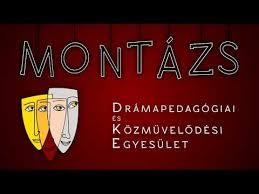 MONTÁZS
DRÁMAPEDAGÓGIAI
ÉS
KÖZMŰVELŐDÉSI
EGYESÜLET